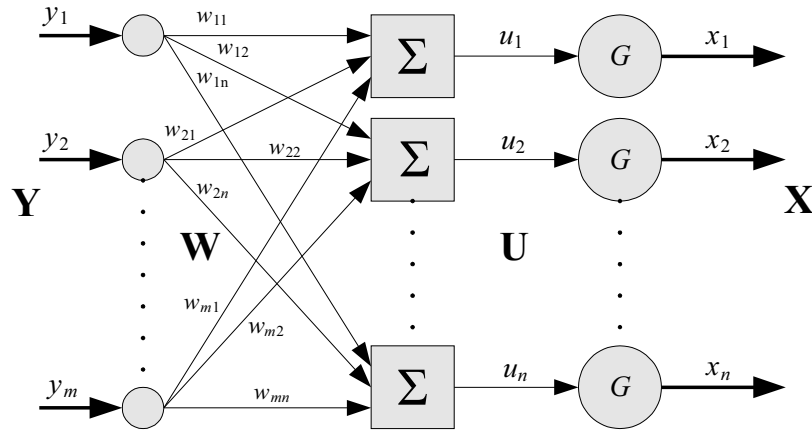 y1 w11 Σ u1 G x1
w12
w1n
y2 w21 w22 Σ u2 G x2
w2n
Y W U X
wm1
wm2
ym wmn Σ un G xn